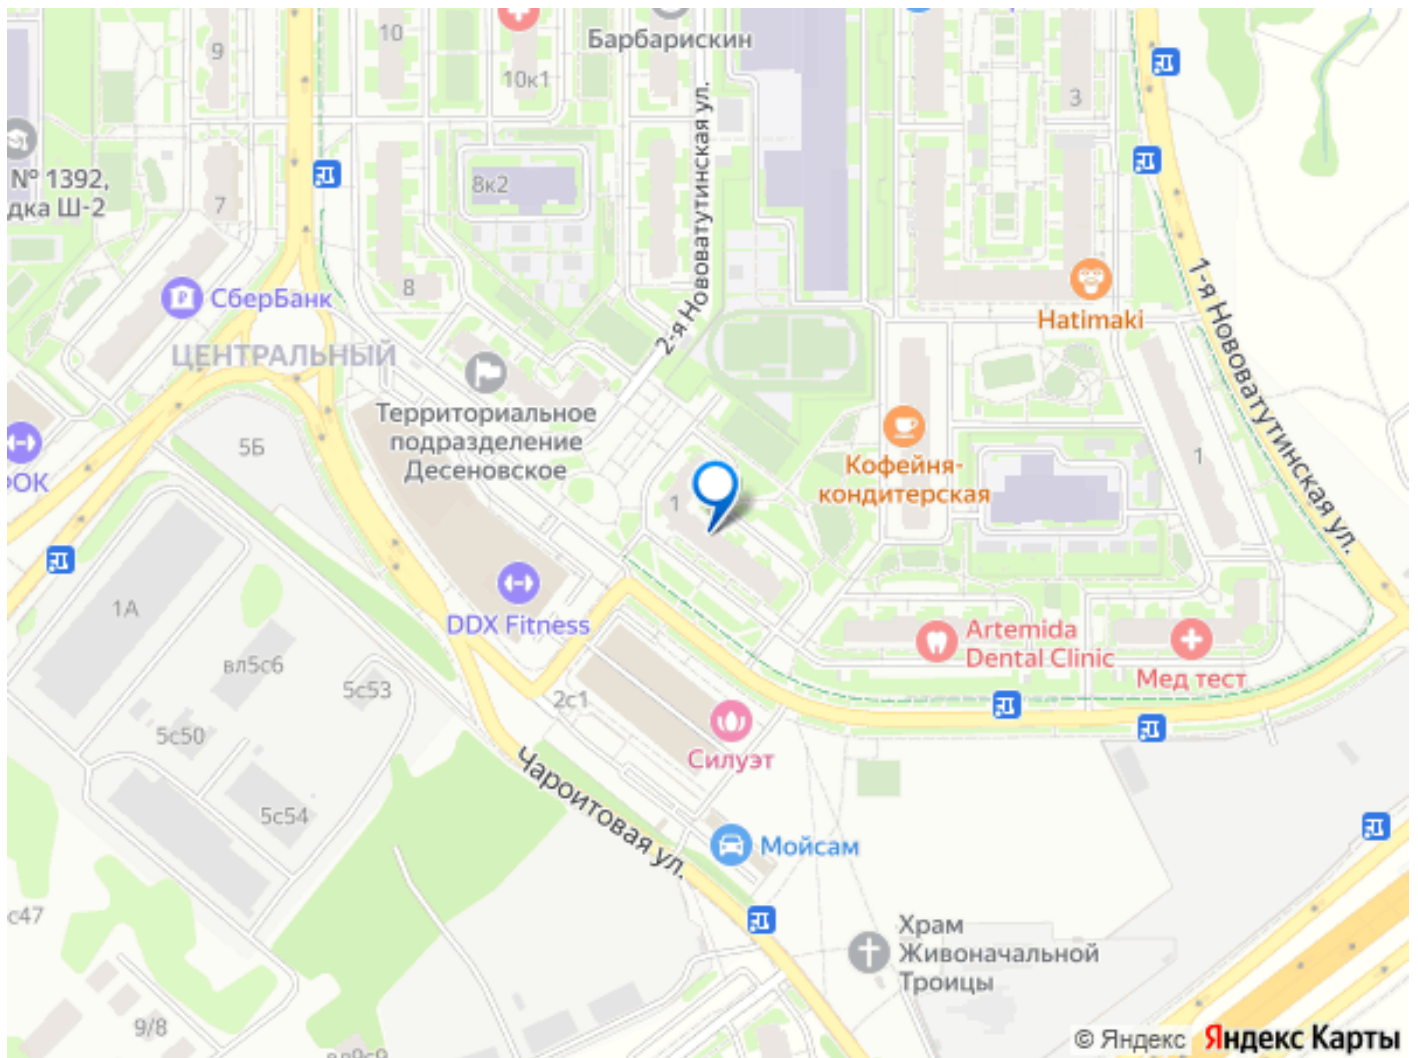 Барбарискин
10
9
10к1
3
№ 1392,
дка Ш-2
8к2
7
2-я Нововатутинская ул.
1-я Нововатутинская ул.
8
СберБанк
Hatimaki
ЦЕНТРАЛЬНЫЙ
Территориальное
подразделение
Десеновское
5Б
ФОК
Кофейня-
кондитерская
1
1
1А
DDX Fitness
Artemida
Dental Clinic
Мед тест
вл5с6
5с53
2с1
5с50
Силуэт
5с54
Чароитовая ул.
Мойсам
с47
Храм
Живоначальной
Троицы
9/8
вл9с9
© Яндекс Яндекс Карты